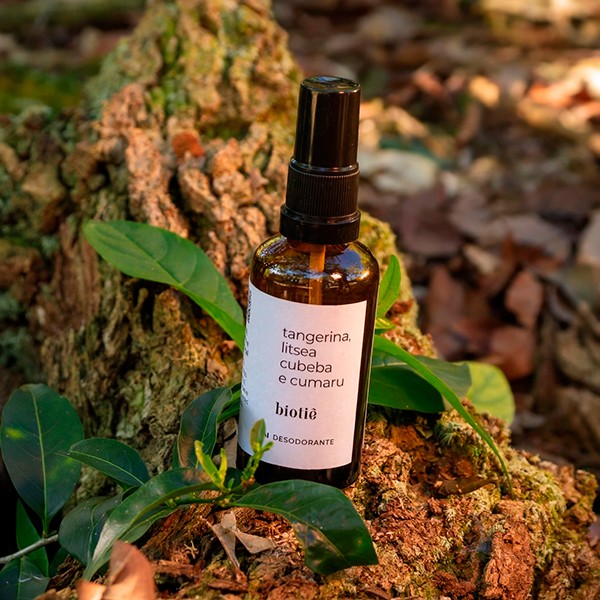 tangerina,
litsea
cubeba
e cumaru
biotiê
DESODORANTE